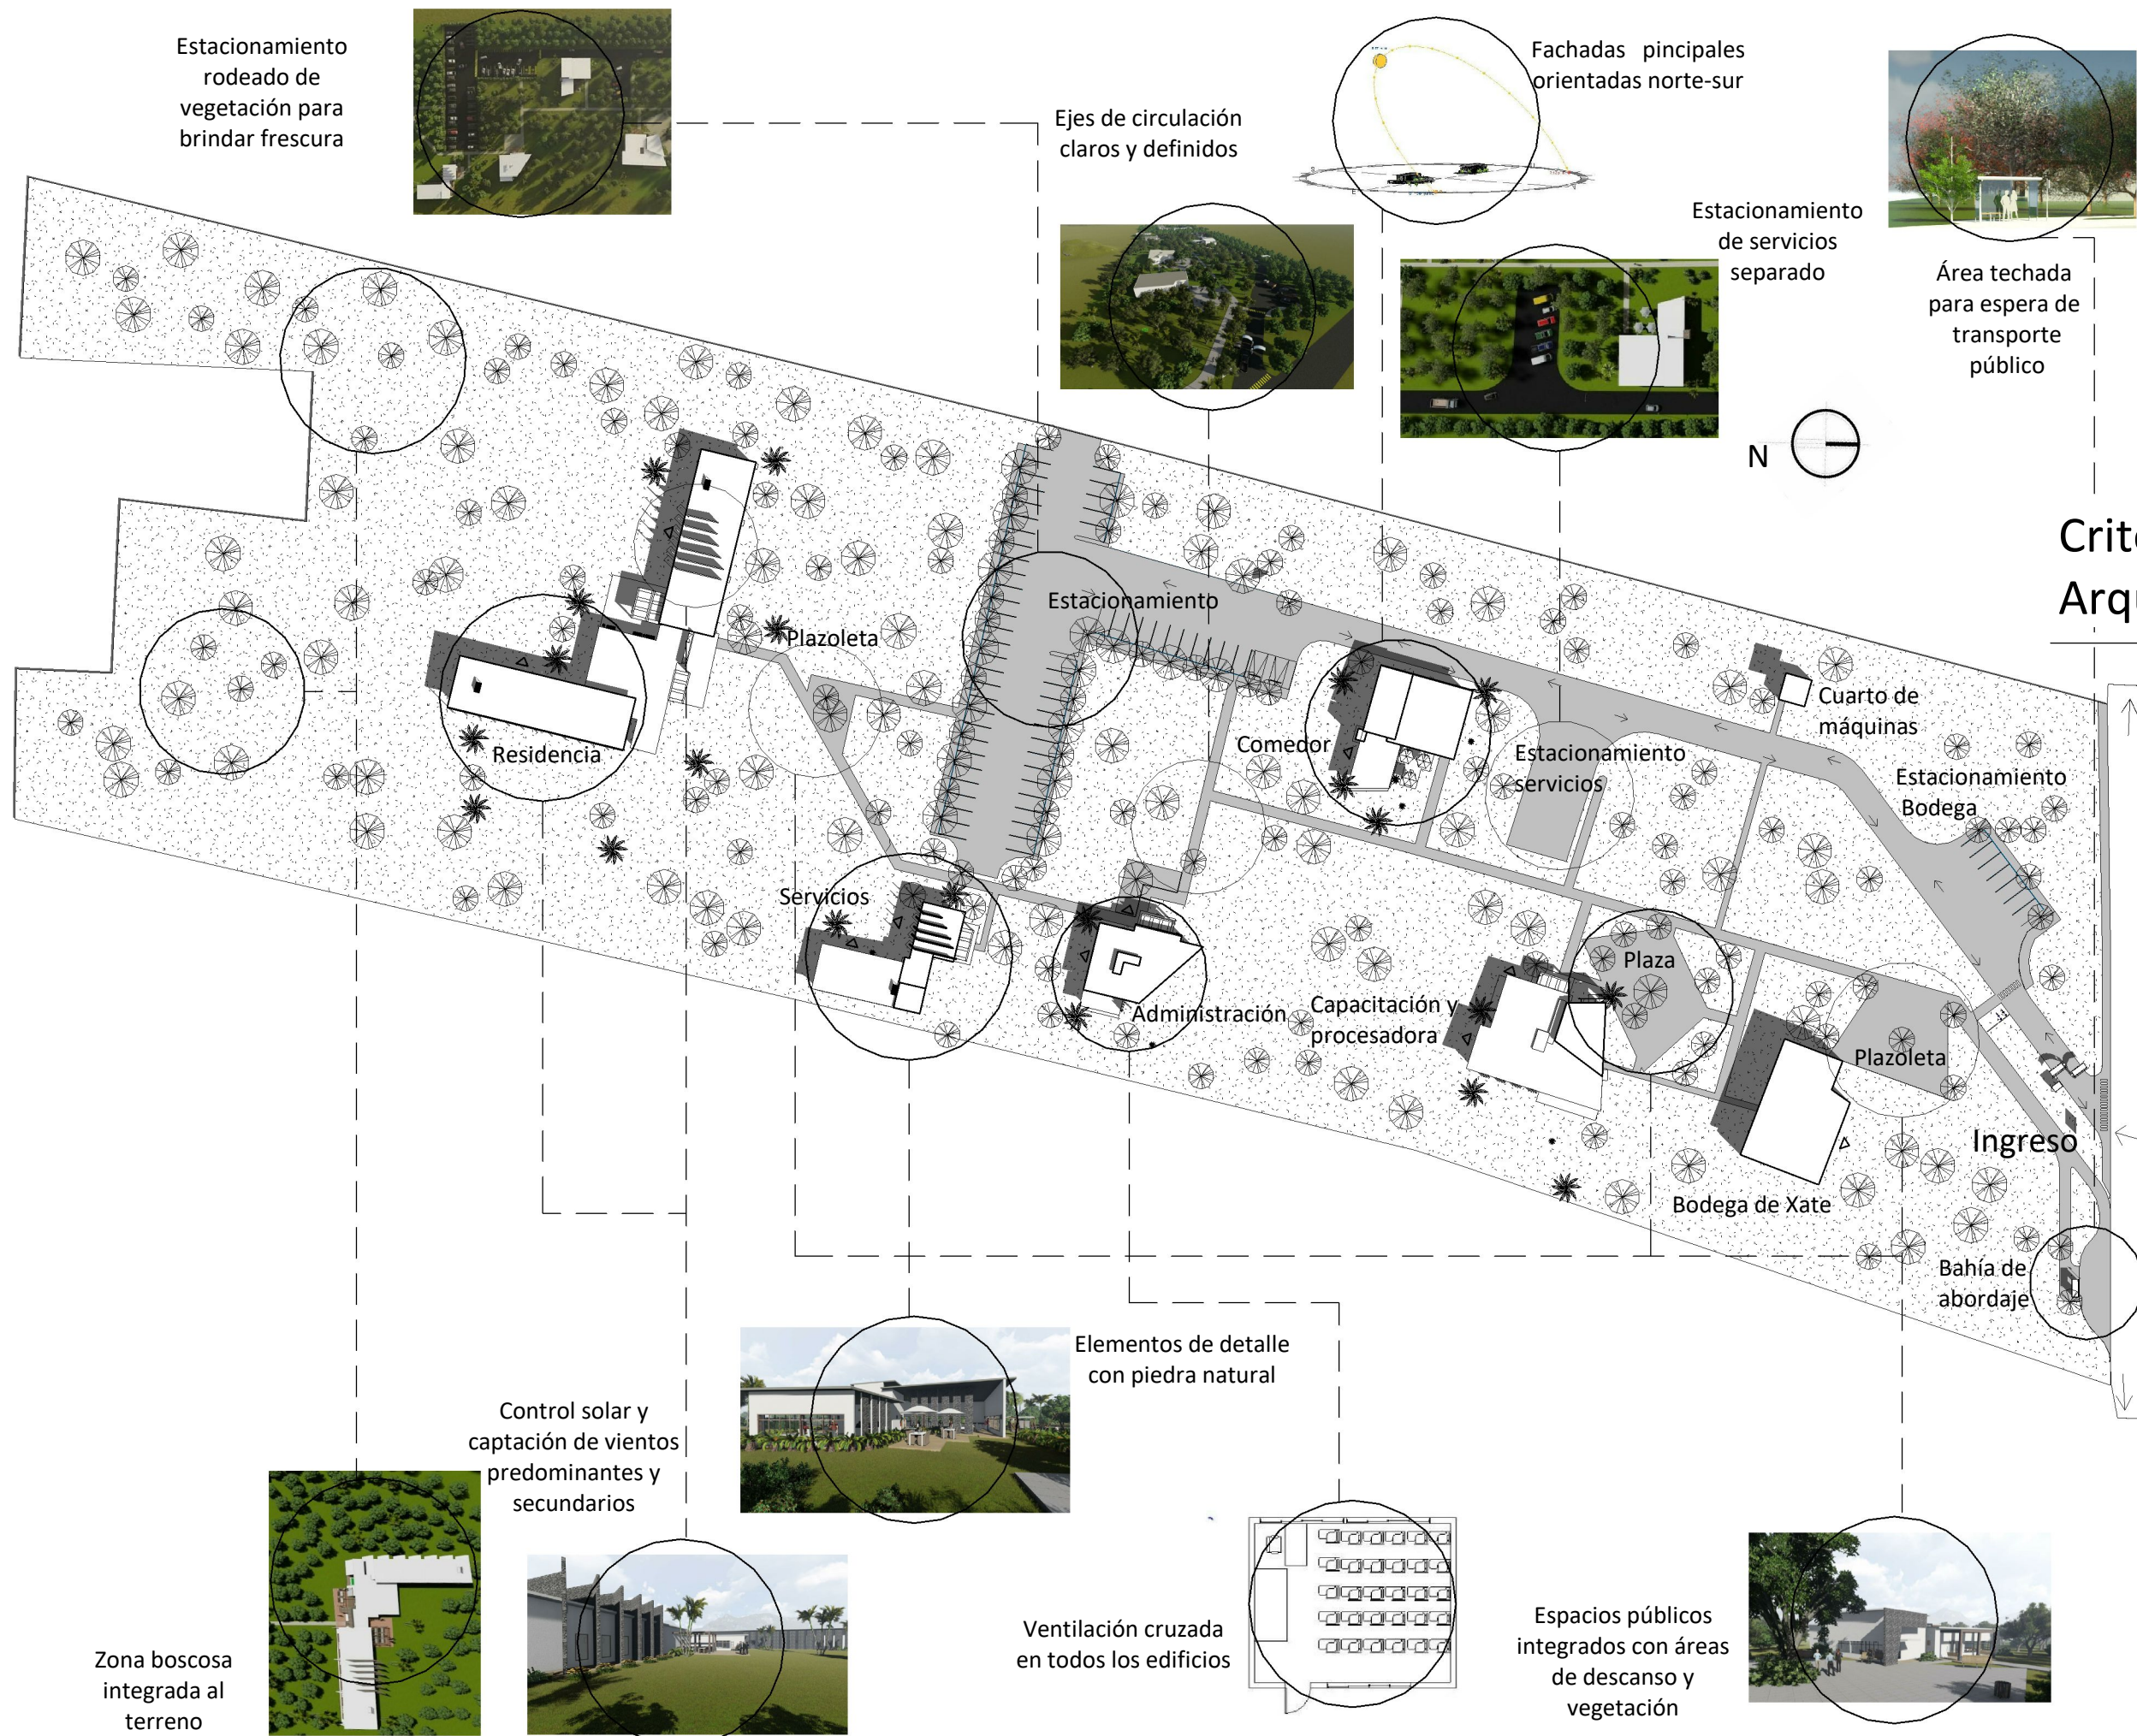 Estacionamiento
rodeado de
vegetación para
brindar frescura
Ejes de circulación
claros y definidos
Fachadas pincipales
orientadas norte-sur
Estacionamiento
de servicios
separado
Área techada
para espera de
transporte
público
N
Estacionamiento
Plazoleta
Residencia
Comedor
Estacionamiento
servicios
Cuarto de
máquinas
Estacionamiento
Bodega
Servicios
Administración
Capacitación y
procesadora
Plaza
Plazoleta
Ingreso
Bodega de Xate
Bahía de
abordaje
Elementos de detalle
con piedra natural
Control solar y
captación de vientos
predominantes y
secundarios
Zona boscosa
integrada al
terreno
Ventilación cruzada
en todos los edificios
Espacios públicos
integrados con áreas
de descanso y
vegetación